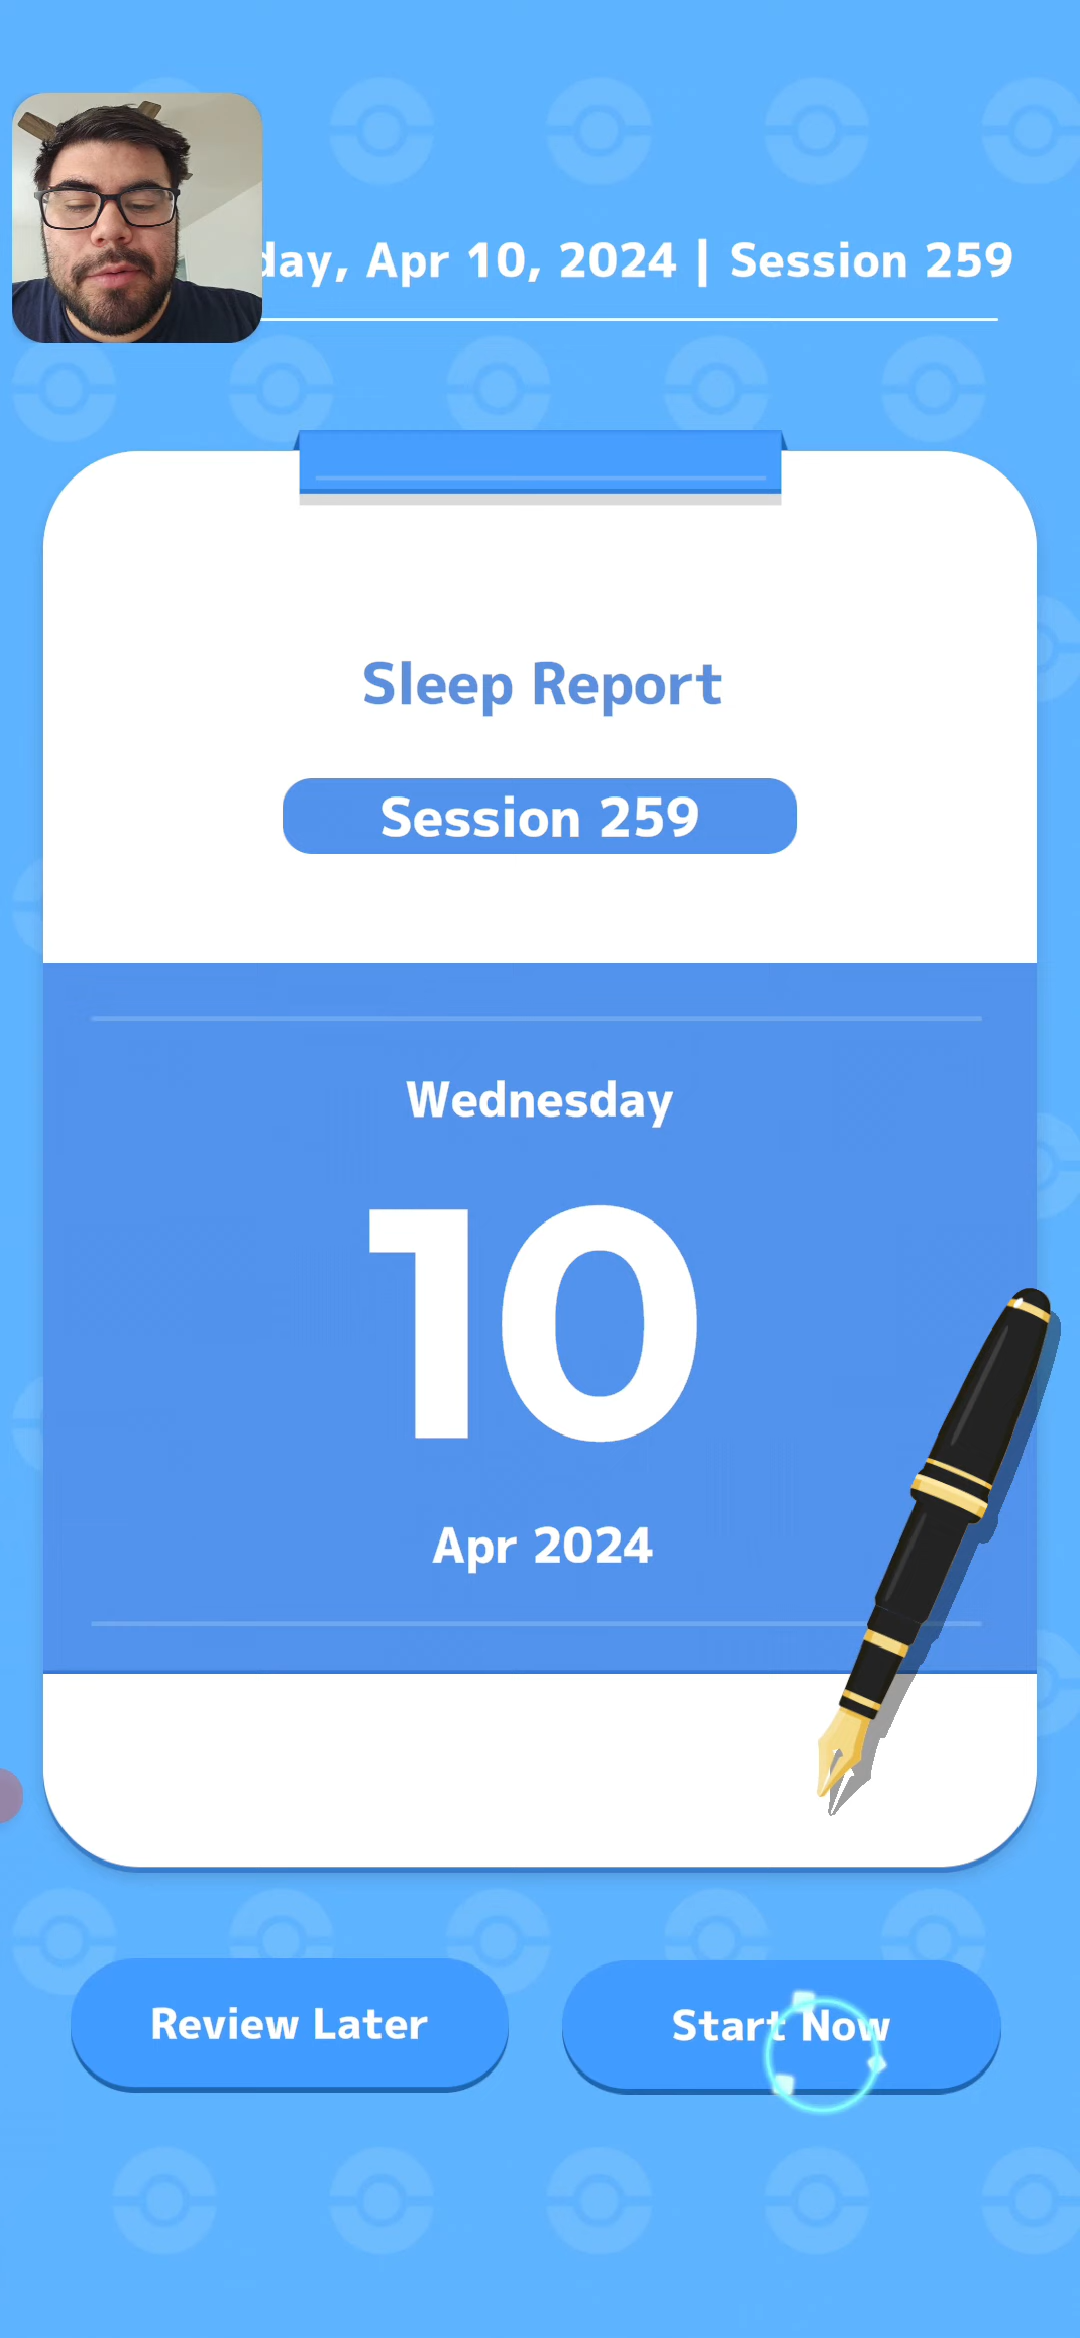 day, Apr 10, 2024 | Session 259
Sleep Report
Session 259
Wednesday
10
Apr 2024
Review Later
Start Now